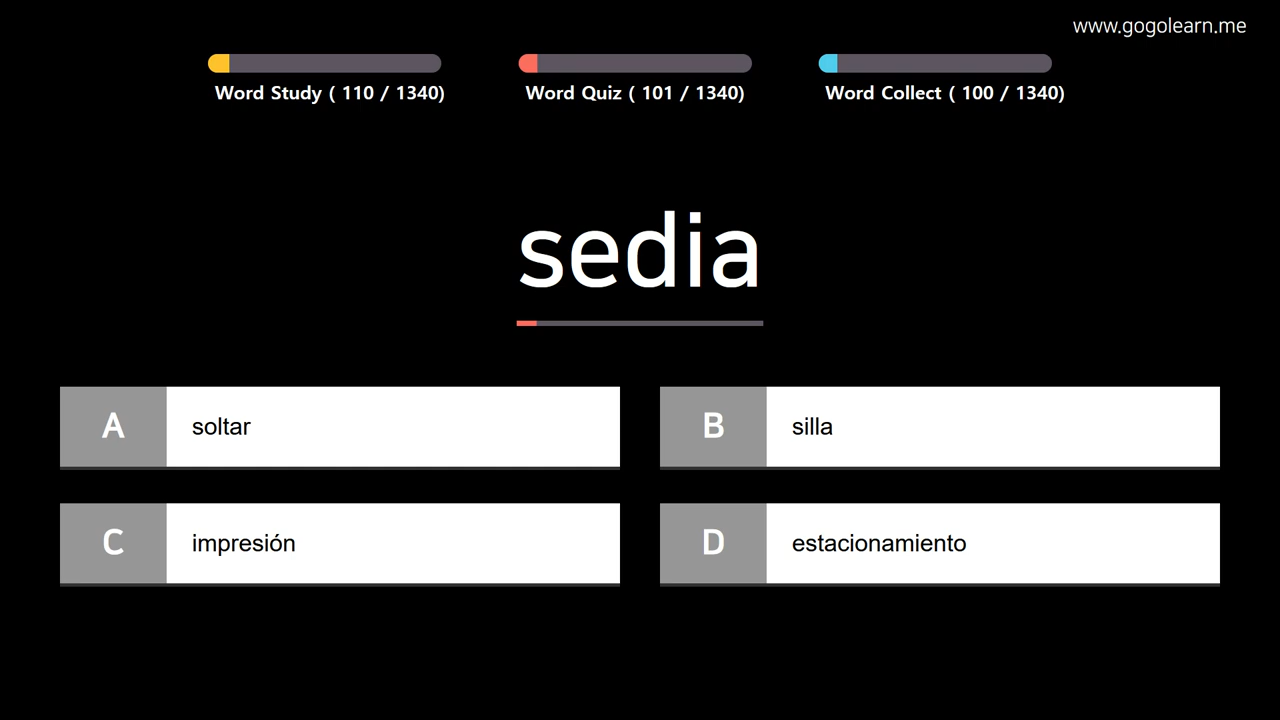 www.gogolearn.me
Word Study ( 110 / 1340)
Word Quiz ( 101 / 1340)
Word Collect ( 100 / 1340)
sedia
A
soltar
B
silla
C
impresión
D
estacionamiento